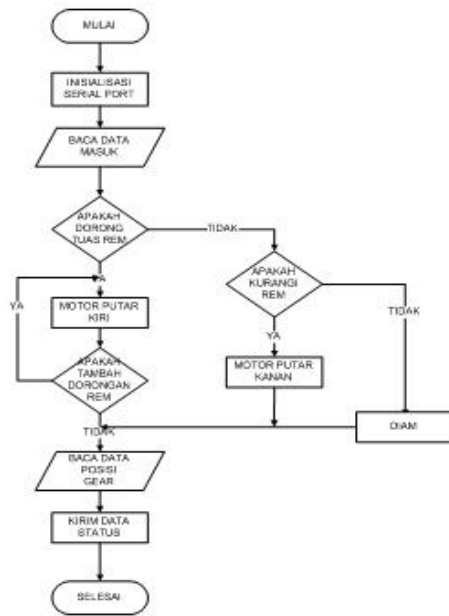 MULAI
INISIALISASI
SERIAL PORT
BACA DATA
MASUK
APAKAH
DORONG
TUAS REM
TIDAK
APAKAH
KURANGI
REM
YA
A
MOTOR PUTAR
KIRI
TIDAK
YA
APAKAH
TAMBAH
DORONGAN
REM
MOTOR PUTAR
KANAN
DIAM
TIDAK
BACA DATA
POSISI
GEAR
KIRIM DATA
STATUS
SELESAI